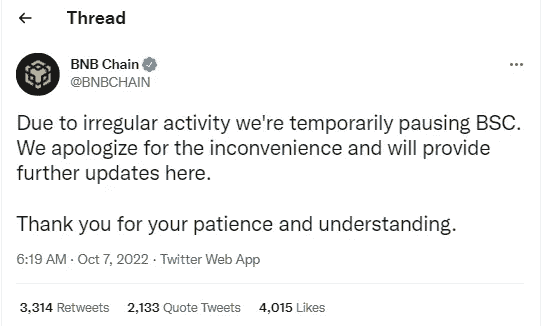 Thread
BNB Chain
@BNBCHAIN
Due to irregular activity we're temporarily pausing BSC.
We apologize for the inconvenience and will provide
further updates here.
Thank you for your patience and understanding.
6:19 AM · Oct 7, 2022 · Twitter Web App
3,314 Retweets 2,133 Quote Tweets 4,015 Likes